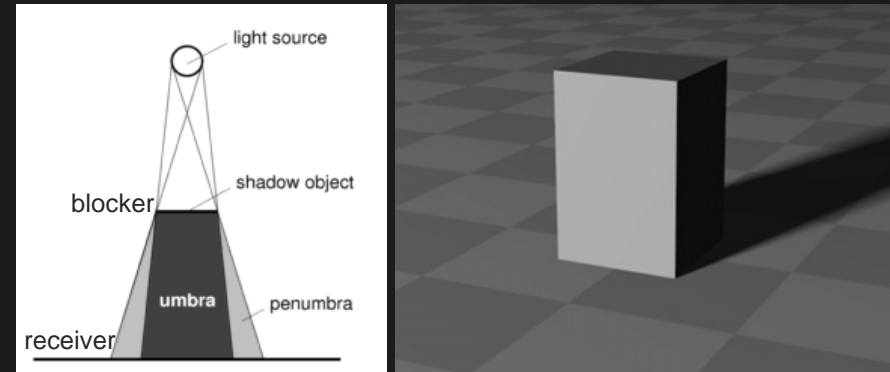 light source
shadow object
blocker
umbra
penumbra
receiver